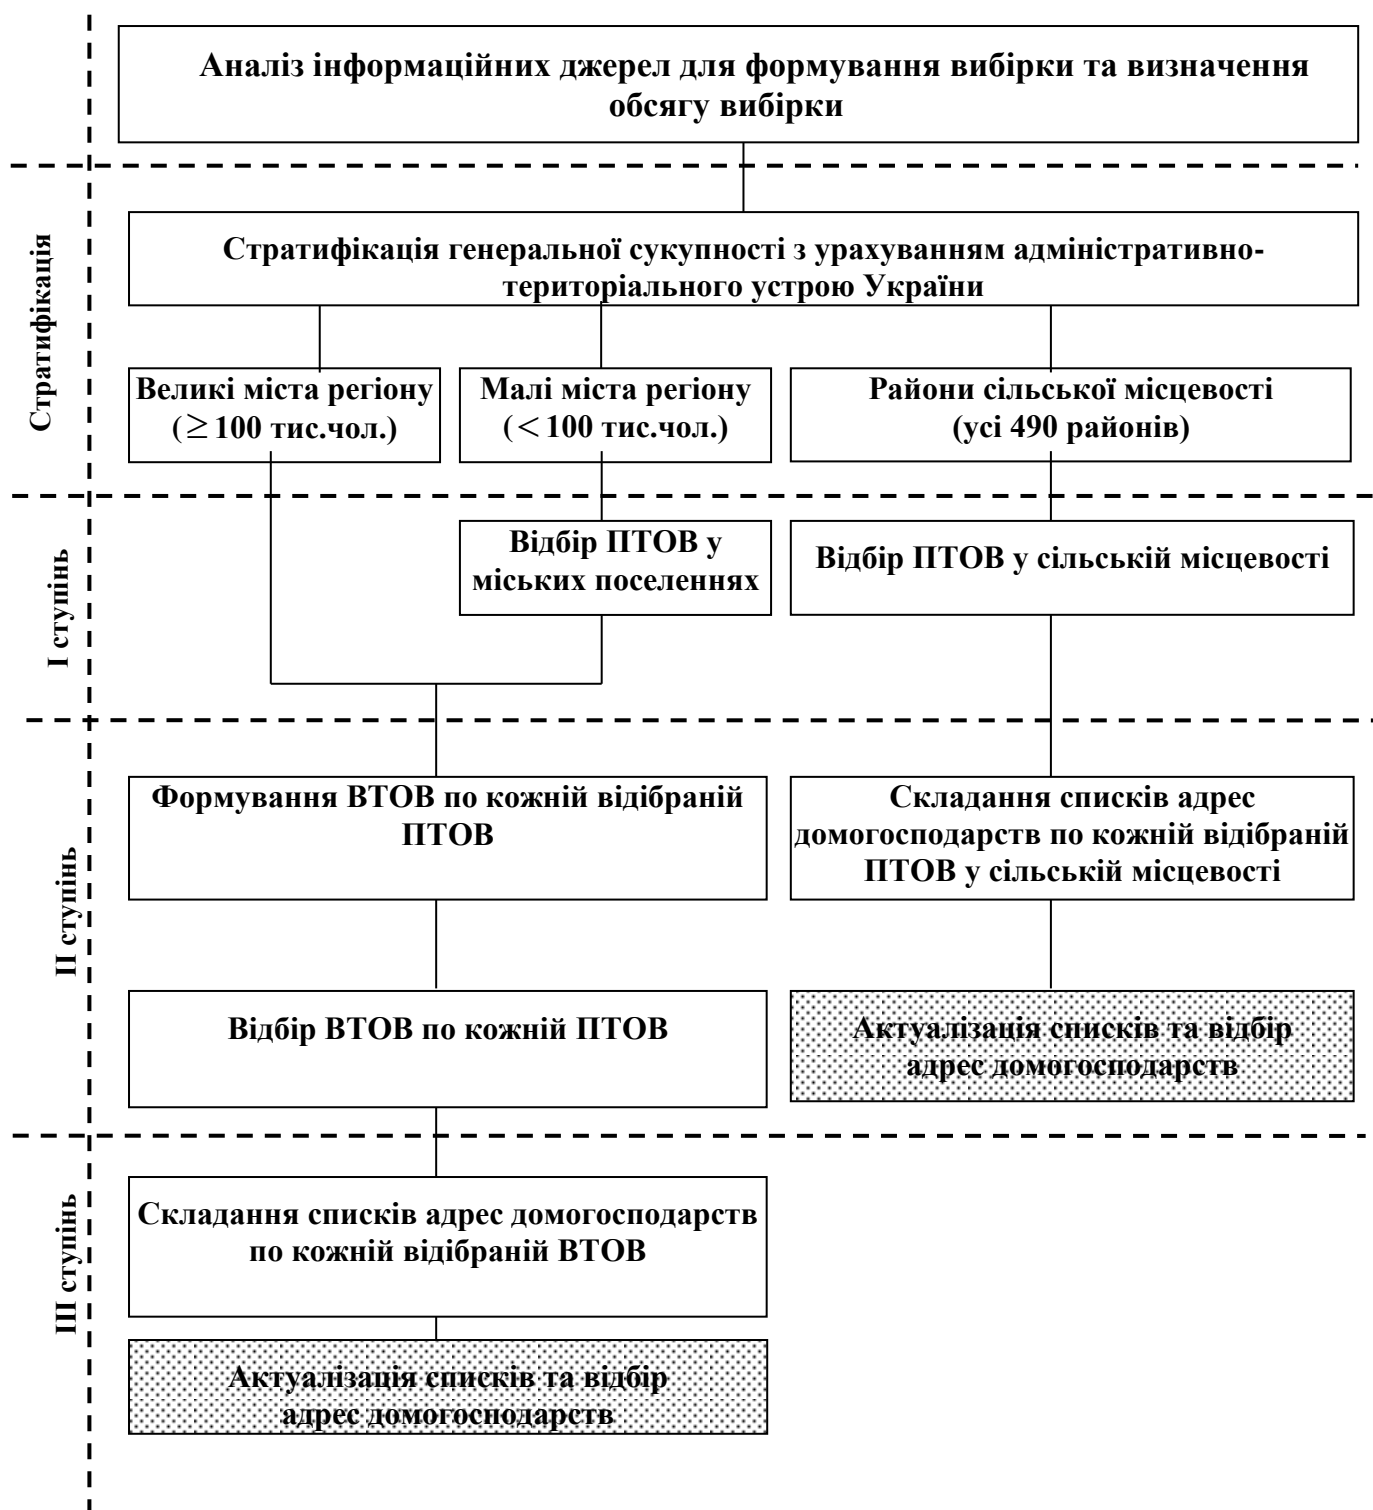 Аналіз інформаційних джерел для формування вибірки та визначення
обсягу вибірки
Стратифікація
Стратифікація генеральної сукупності з урахуванням адміністративно-
територіального устрою України
Великі міста регіону
(≥ 100 тис.чол.)
Малі міста регіону
(< 100 тис.чол.)
Райони сільської місцевості
(усі 490 районів)
І ступінь
Відбір ПТОВ у
міських поселеннях
Відбір ПТОВ у сільській місцевості
ІІ ступінь
Формування ВТОВ по кожній відібраній
ПТОВ
Складання списків адрес
домогосподарств по кожній відібраній
ПТОВ у сільській місцевості
Відбір ВТОВ по кожній ПТОВ
Актуалізація списків та відбір
адрес домогосподарств
ІІІ ступінь
Складання списків адрес домогосподарств
по кожній відібраній ВТОВ
Актуалізація списків та відбір
адрес домогосподарств